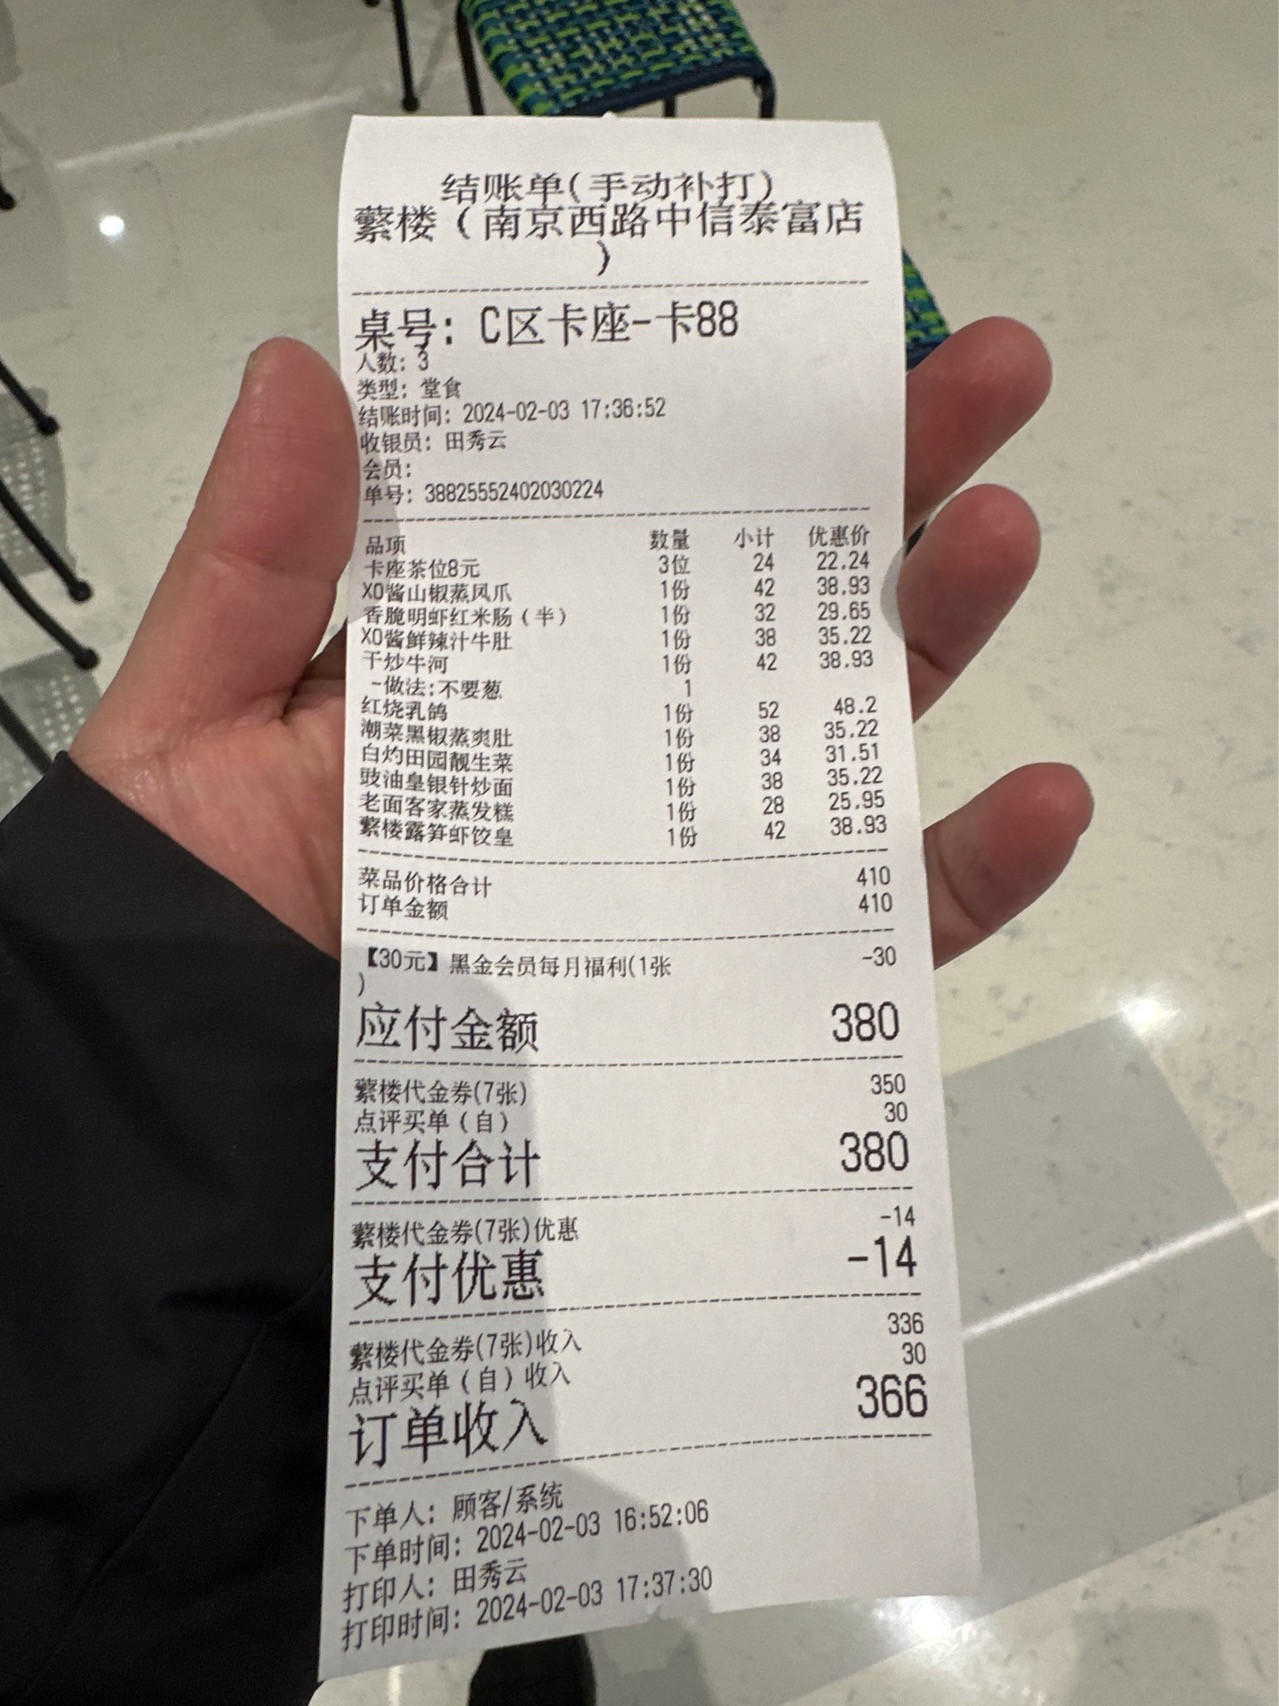 结账单(手动补打)
蘩楼（南京西路中信泰富店
）
桌号: C区卡座-卡88
人数: 3
类型: 堂食
结账时间: 2024-02-03 17:36:52
收银员: 田秀云
会员:
单号: 38825552402030224
品项 数量 小计 优惠价
卡座茶位8元 3位 24 22.24
XO酱山椒蒸凤爪 1份 42 38.93
香脆明虾红米肠（半） 1份 32 29.65
XO酱鲜辣汁牛肚 1份 38 35.22
干炒牛河 1份 42 38.93
-做法:不要葱 1
红烧乳鸽 1份 52 48.2
潮菜黑椒蒸爽肚 1份 38 35.22
白灼田园靓生菜 1份 34 31.51
豉油皇银针炒面 1份 38 35.22
老面客家蒸发糕 1份 28 25.95
蘩楼露笋虾饺皇 1份 42 38.93
菜品价格合计 410
订单金额 410
【30元】黑金会员每月福利(1张 -30
)
应付金额 380
蘩楼代金券(7张) 350
点评买单（自） 30
支付合计 380
蘩楼代金券(7张)优惠 -14
支付优惠 -14
蘩楼代金券(7张)收入 336
点评买单（自）收入 30
订单收入 366
下单人: 顾客/系统
下单时间: 2024-02-03 16:52:06
打印人: 田秀云
打印时间: 2024-02-03 17:37:30